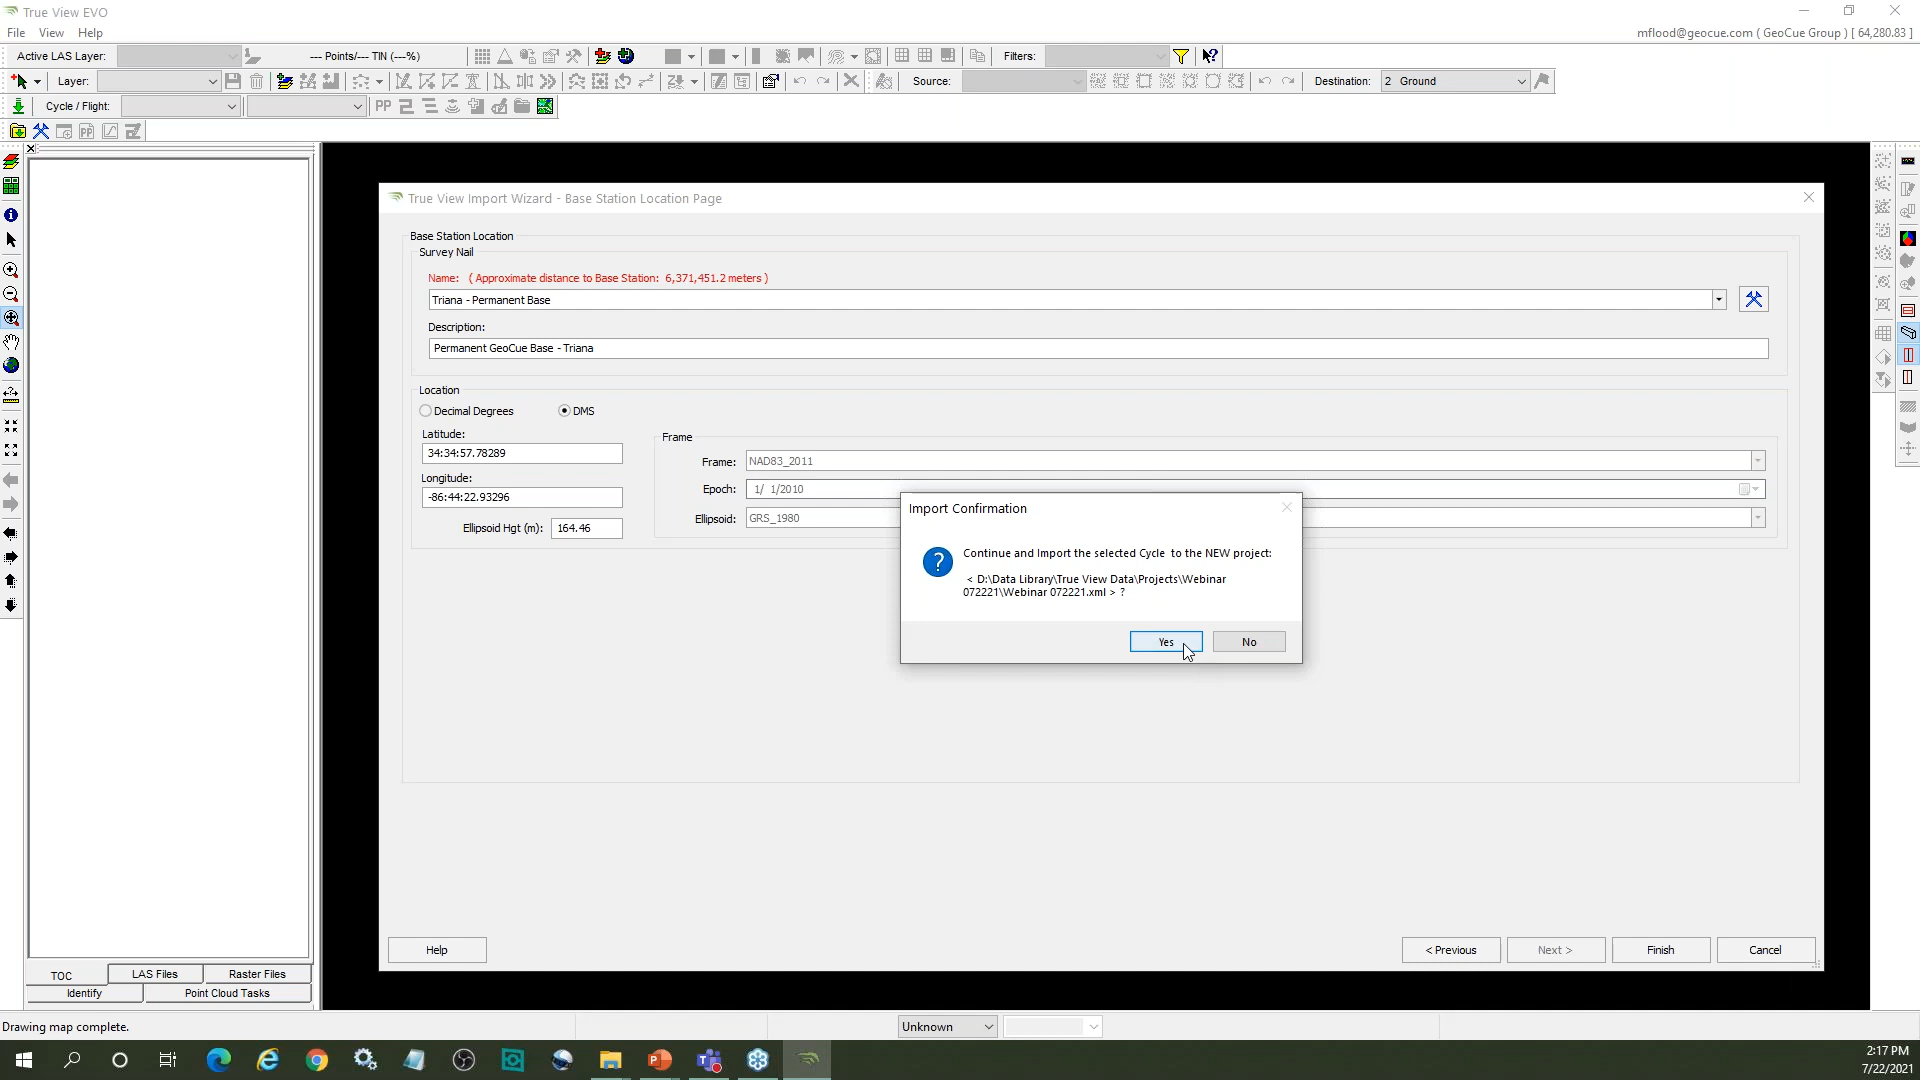 True View EVO
File View Help
mflood@geocue.com ( GeoCue Group ) [ 64,280.83 ]
Active LAS Layer:
--- Points/--- TIN (---%)
Filters:
Layer:
Source:
Destination:
2 Ground
Cycle / Flight:
PP
PP
True View Import Wizard - Base Station Location Page
Base Station Location
Survey Nail
Name: ( Approximate distance to Base Station: 6,371,451.2 meters )
Triana - Permanent Base
Description:
Permanent GeoCue Base - Triana
Location
Decimal Degrees
DMS
Latitude:
34:34:57.78289
Longitude:
-86:44:22.93296
Ellipsoid Hgt (m):
164.46
Frame
Frame:
NAD83_2011
Epoch:
1/ 1/2010
Ellipsoid:
GRS_1980
Import Confirmation
Continue and Import the selected Cycle to the NEW project:
< D:\Data Library\True View Data\Projects\Webinar
072221\Webinar 072221.xml > ?
Yes
No
Help
< Previous
Next >
Finish
Cancel
TOC
LAS Files
Raster Files
Identify
Point Cloud Tasks
Drawing map complete.
Unknown
2:17 PM
7/22/2021